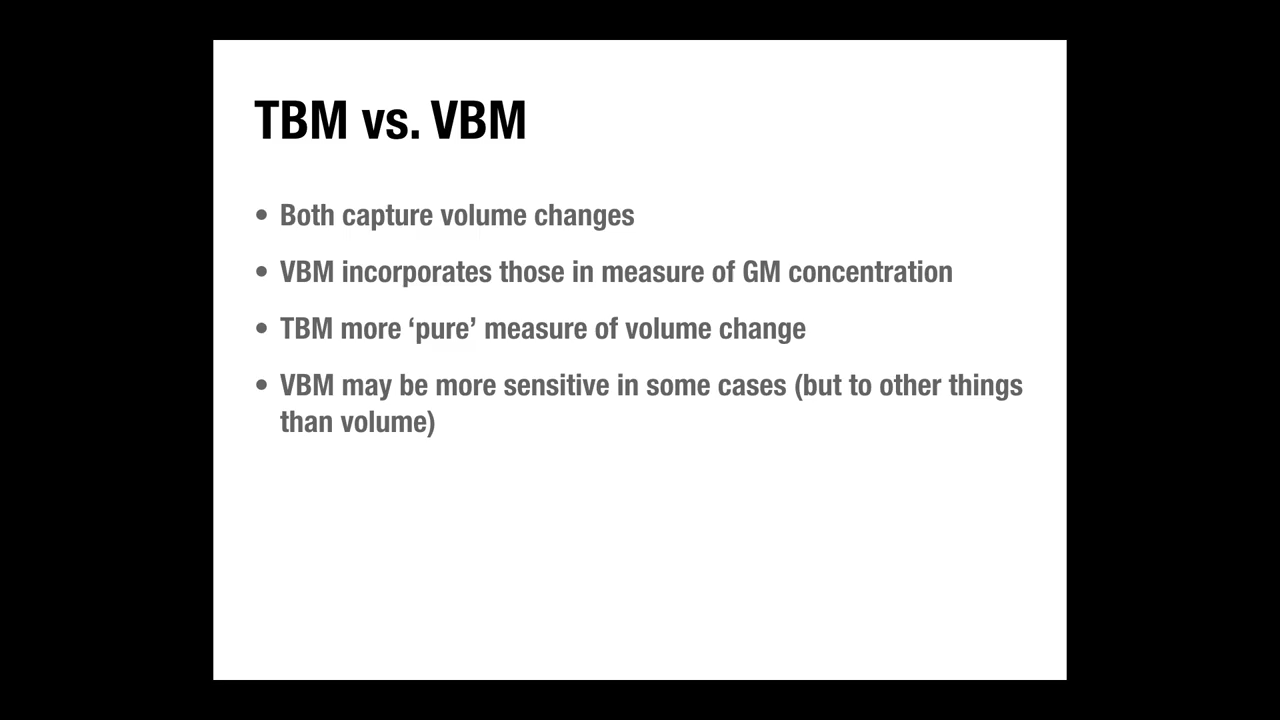 TBM vs. VBM
• Both capture volume changes
• VBM incorporates those in measure of GM concentration
• TBM more ‘pure’ measure of volume change
• VBM may be more sensitive in some cases (but to other things
than volume)